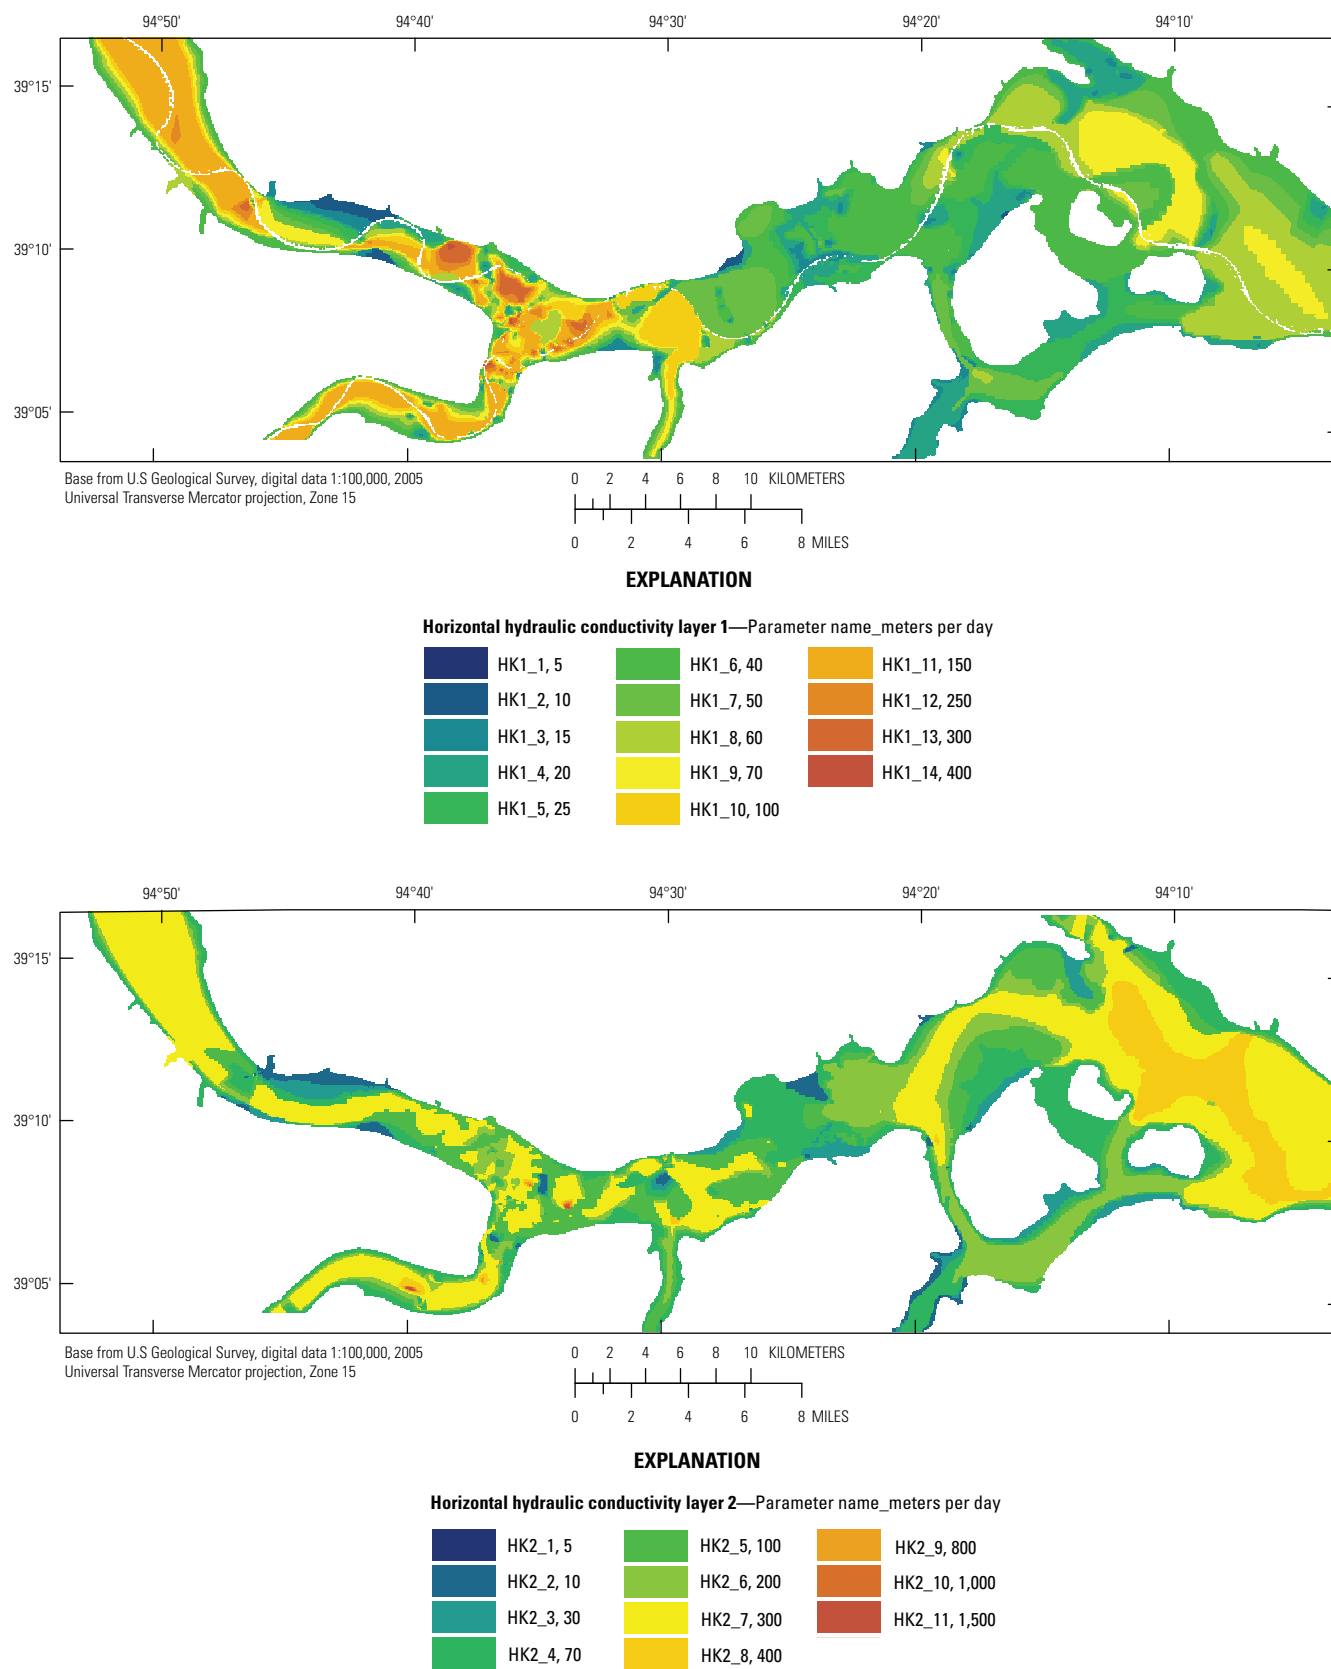 94°50' 94°40' 94°30' 94°20' 94°10'
39°15'
39°10'
39°05'
Base from U.S Geological Survey, digital data 1:100,000, 2005
Universal Transverse Mercator projection, Zone 15
0 2 4 6 8 10 KILOMETERS
0 2 4 6 8 MILES
EXPLANATION
Horizontal hydraulic conductivity layer 1—Parameter name_meters per day
HK1_1, 5
HK1_2, 10
HK1_3, 15
HK1_4, 20
HK1_5, 25
HK1_6, 40
HK1_7, 50
HK1_8, 60
HK1_9, 70
HK1_10, 100
HK1_11, 150
HK1_12, 250
HK1_13, 300
HK1_14, 400
94°50' 94°40' 94°30' 94°20' 94°10'
39°15'
39°10'
39°05'
Base from U.S Geological Survey, digital data 1:100,000, 2005
Universal Transverse Mercator projection, Zone 15
0 2 4 6 8 10 KILOMETERS
0 2 4 6 8 MILES
EXPLANATION
Horizontal hydraulic conductivity layer 2—Parameter name_meters per day
HK2_1, 5
HK2_2, 10
HK2_3, 30
HK2_4, 70
HK2_5, 100
HK2_6, 200
HK2_7, 300
HK2_8, 400
HK2_9, 800
HK2_10, 1,000
HK2_11, 1,500